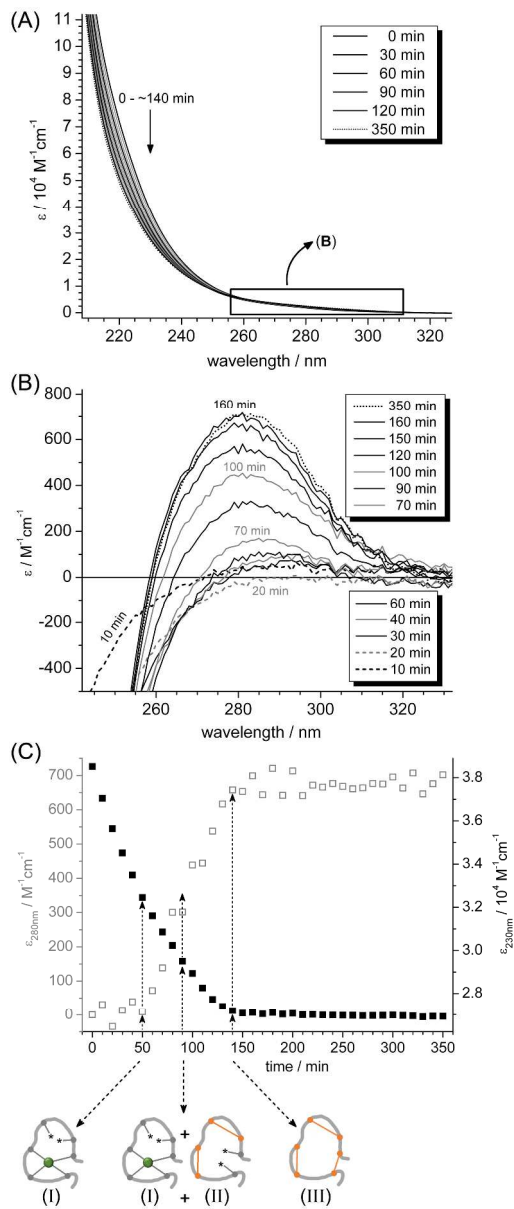 (A)
11
10
9
8
7
6
5
4
3
2
1
0
ε / 10⁴ M⁻¹cm⁻¹
0 - ~140 min
0 min
30 min
60 min
90 min
120 min
350 min
(B)
220 240 260 280 300 320
wavelength / nm
(B)
800
600
400
200
0
-200
-400
ε / M⁻¹cm⁻¹
160 min
100 min
70 min
20 min
10 min
350 min
160 min
150 min
120 min
100 min
90 min
70 min
60 min
40 min
30 min
20 min
10 min
260 280 300 320
wavelength / nm
(C)
700
600
500
400
300
200
100
0
ε280nm / M⁻¹cm⁻¹
3.8
3.6
3.4
3.2
3.0
2.8
2.6
ε230nm / 10⁴ M⁻¹cm⁻¹
0 50 100 150 200 250 300 350
time / min
* *
* * + * *
(I) (I) + (II) (III)